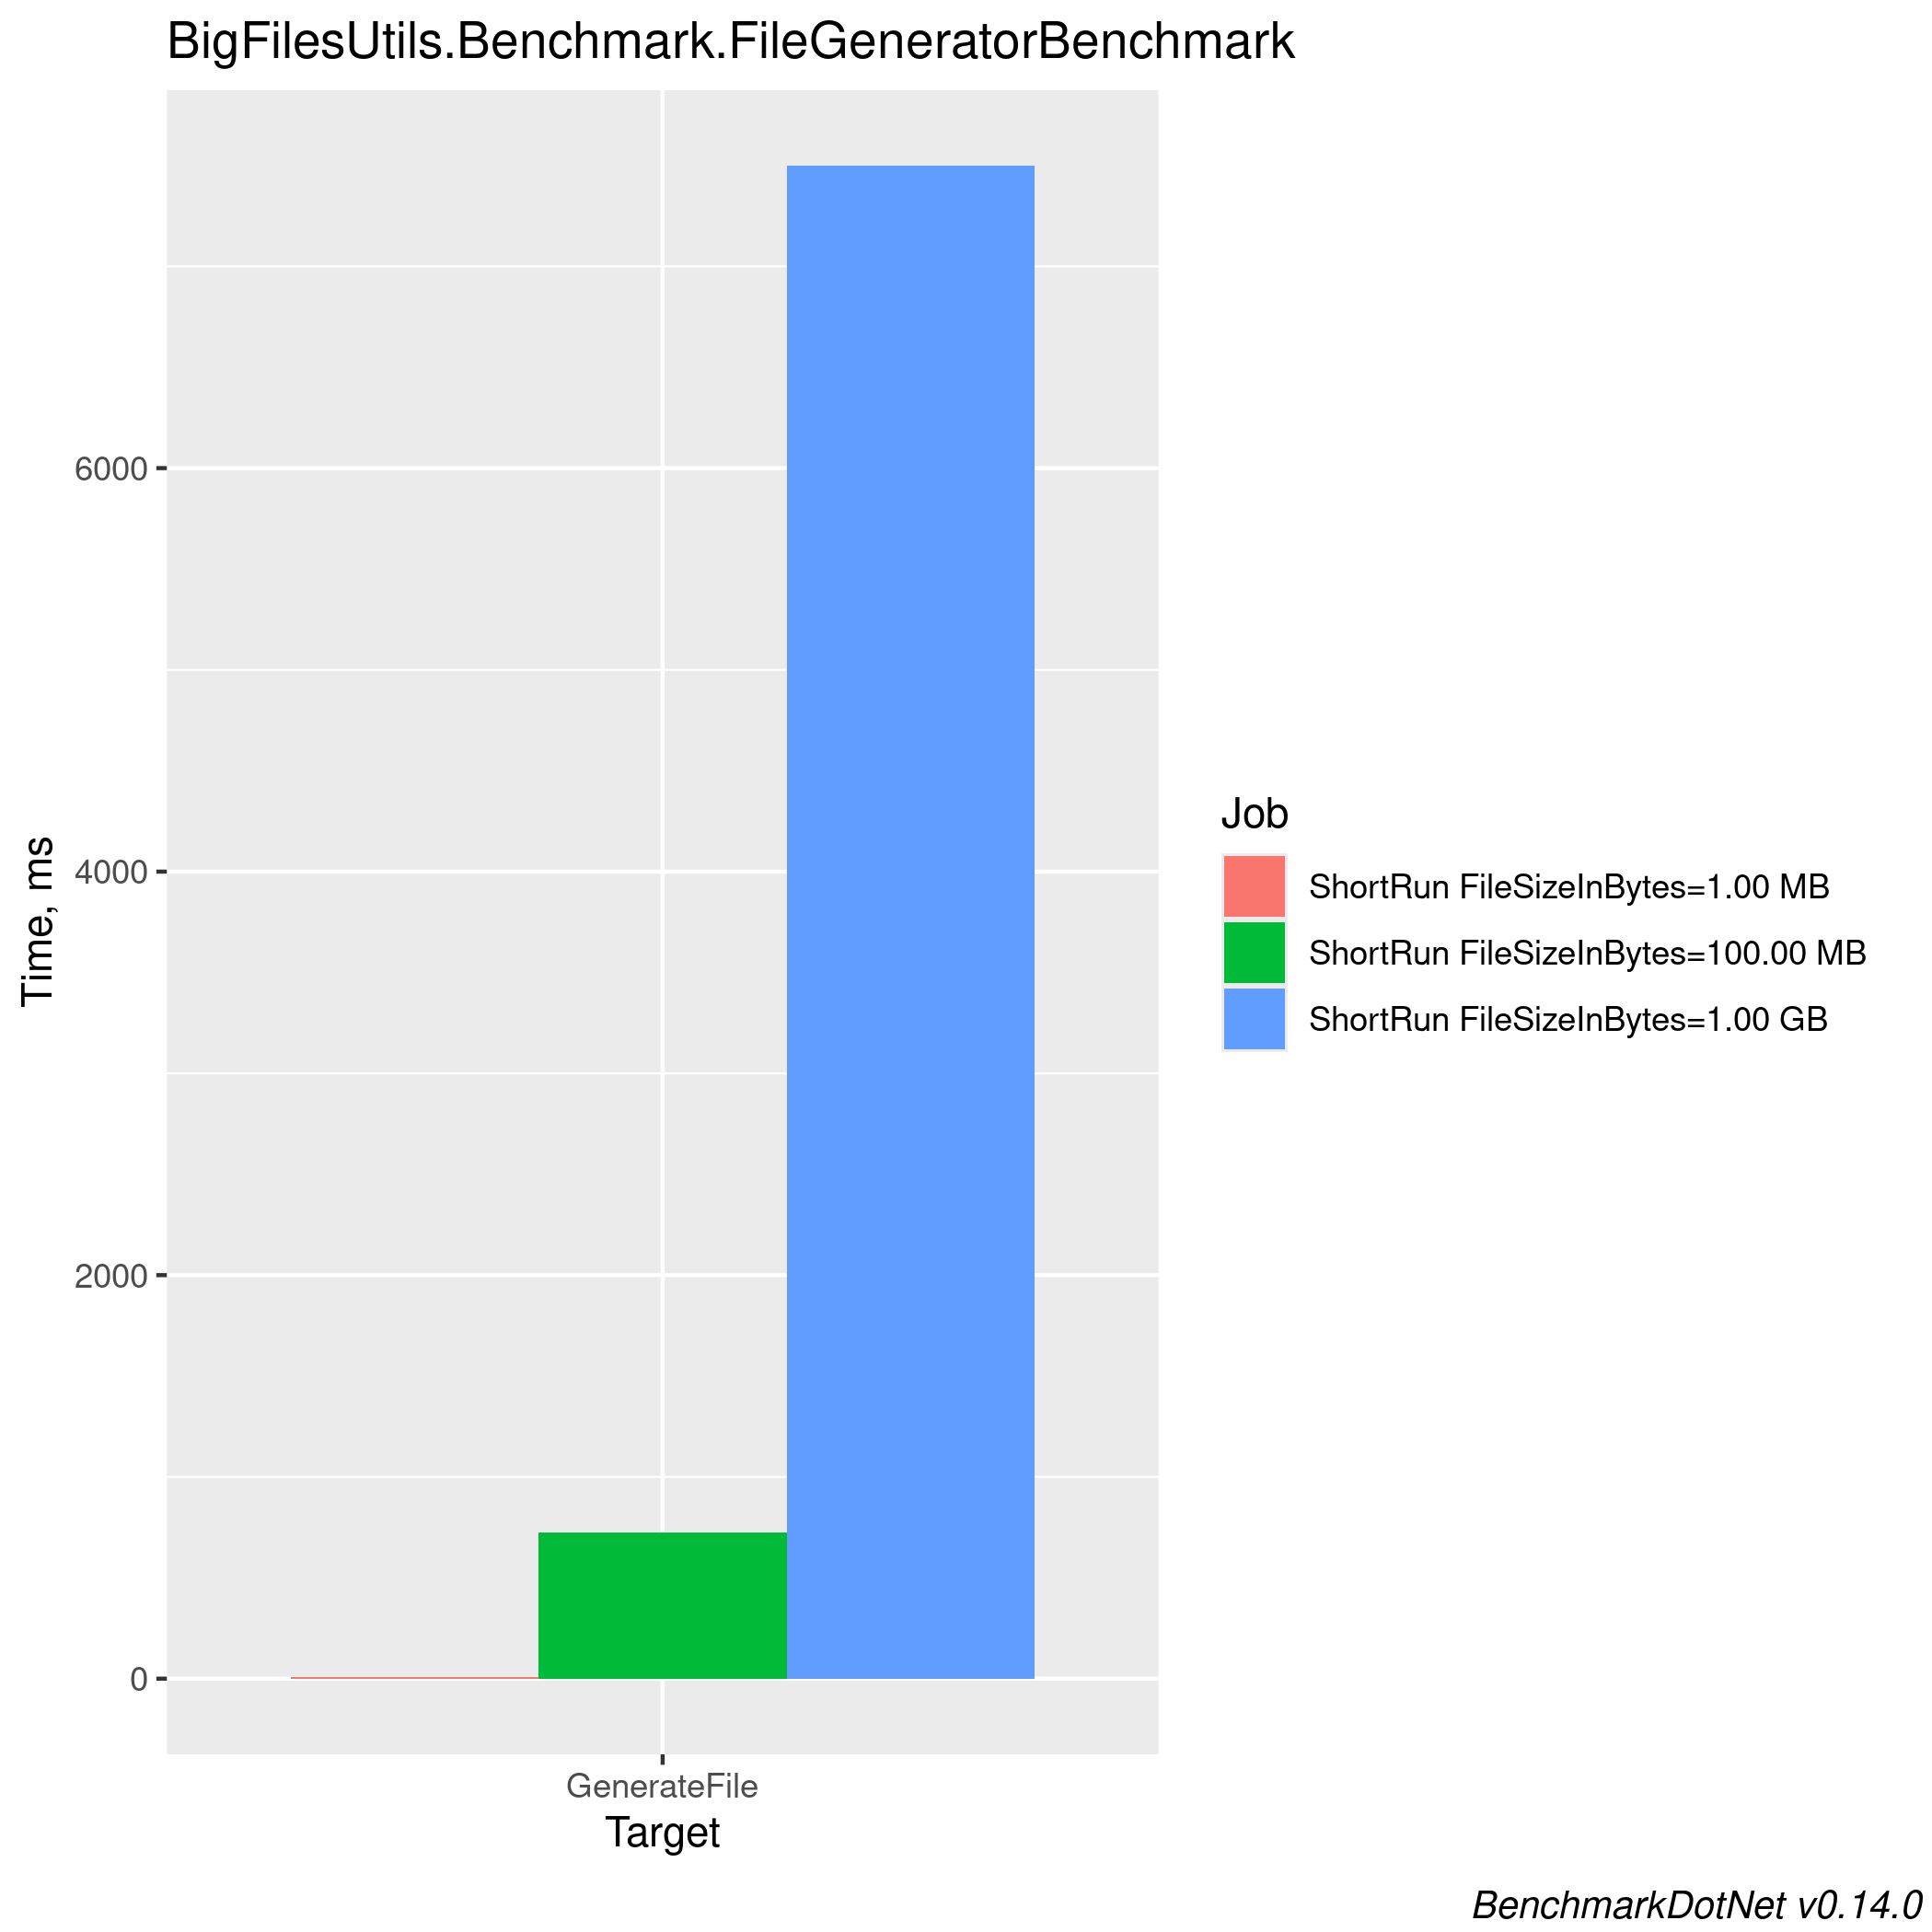 BigFilesUtils.Benchmark.FileGeneratorBenchmark
Time, ms
6000
4000
2000
0
GenerateFile
Target
Job
ShortRun FileSizeInBytes=1.00 MB
ShortRun FileSizeInBytes=100.00 MB
ShortRun FileSizeInBytes=1.00 GB
BenchmarkDotNet v0.14.0